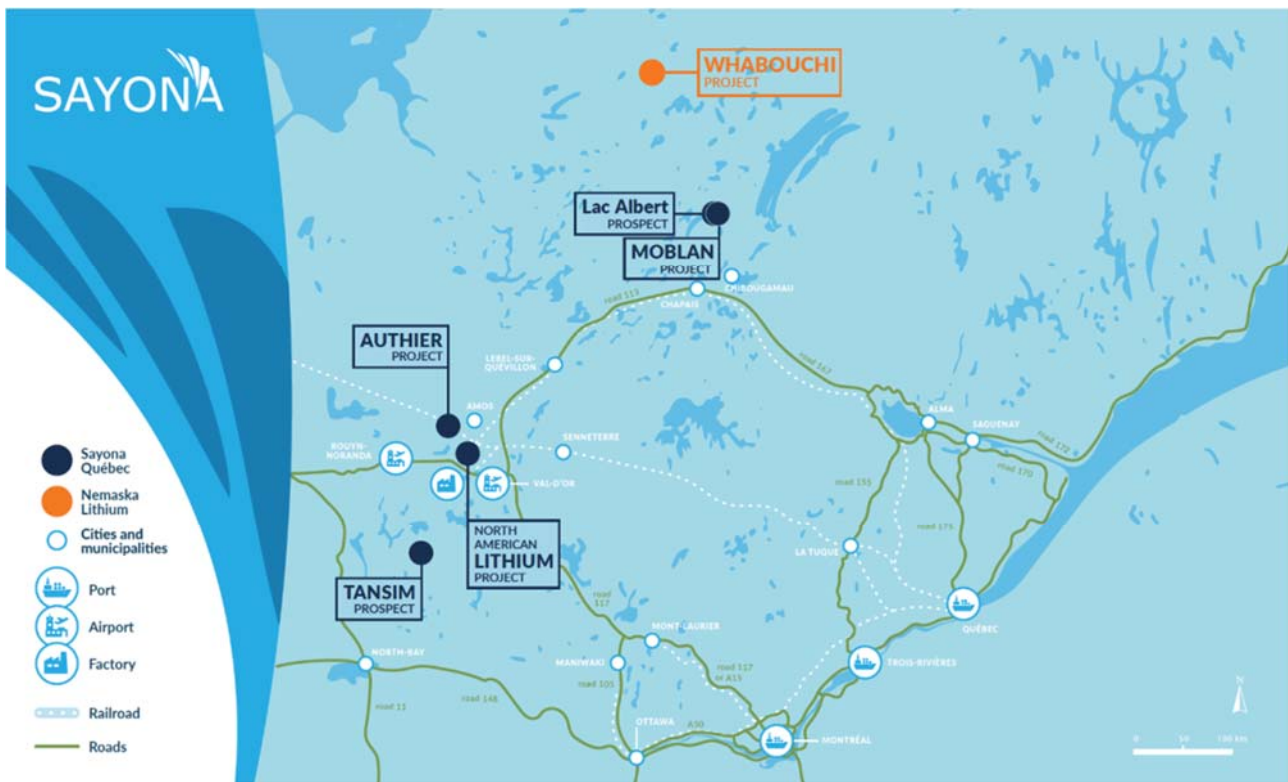 SAYONA
WHABOUCHI
PROJECT
Lac Albert
PROSPECT
MOBLAN
PROJECT
CHIBOUGAMAU
CHAPAIS
road 113
AUTHIER
PROJECT
LEBEL-SUR-
QUÉVILLON
road 167
AMOS
ALMA
SAGUENAY
SENNETERRE
ROUYN-
NORANDA
road 172
road 170
VAL-D'OR
road 155
road 175
NORTH
AMERICAN
LITHIUM
PROJECT
LA TUQUE
TANSIM
PROSPECT
road
117
QUÉBEC
MONT-LAURIER
MANIWAKI
TROIS-RIVIÈRES
NORTH-BAY
road 117
or A15
road 105
road 148
road 11
OTTAWA
A50
MONTRÉAL
N
0 50 100 km
Sayona
Québec
Nemaska
Lithium
Cities and
municipalities
Port
Airport
Factory
Railroad
Roads